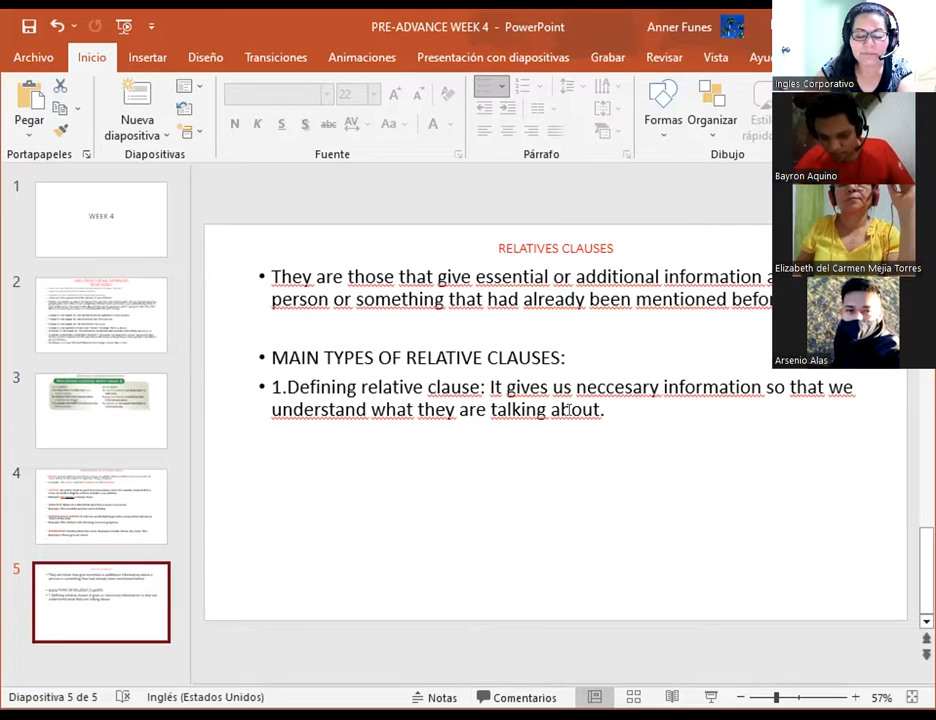 PRE-ADVANCE WEEK 4 - PowerPoint
Anner Funes
Archivo Inicio Insertar Diseño Transiciones Animaciones Presentación con diapositivas Grabar Revisar Vista
Ingles Corporativo
Pegar
Nueva
diapositiva
22
N K S S abc AV Aa A
Formas
Organizar
Portapapeles
Diapositivas
Fuente
Párrafo
Dibujo
Bayron Aquino
Elizabeth del Carmen Mejia Torres
Arsenio Alas
1
WEEK 4
2
3
4
5
RELATIVES CLAUSES
• They are those that give essential or additional information
person or something that had already been mentioned
• MAIN TYPES OF RELATIVE CLAUSES:
• 1.Defining relative clause: It gives us neccesary information so that we
understand what they are talking about.
Diapositiva 5 de 5
Inglés (Estados Unidos)
Notas
Comentarios
57%